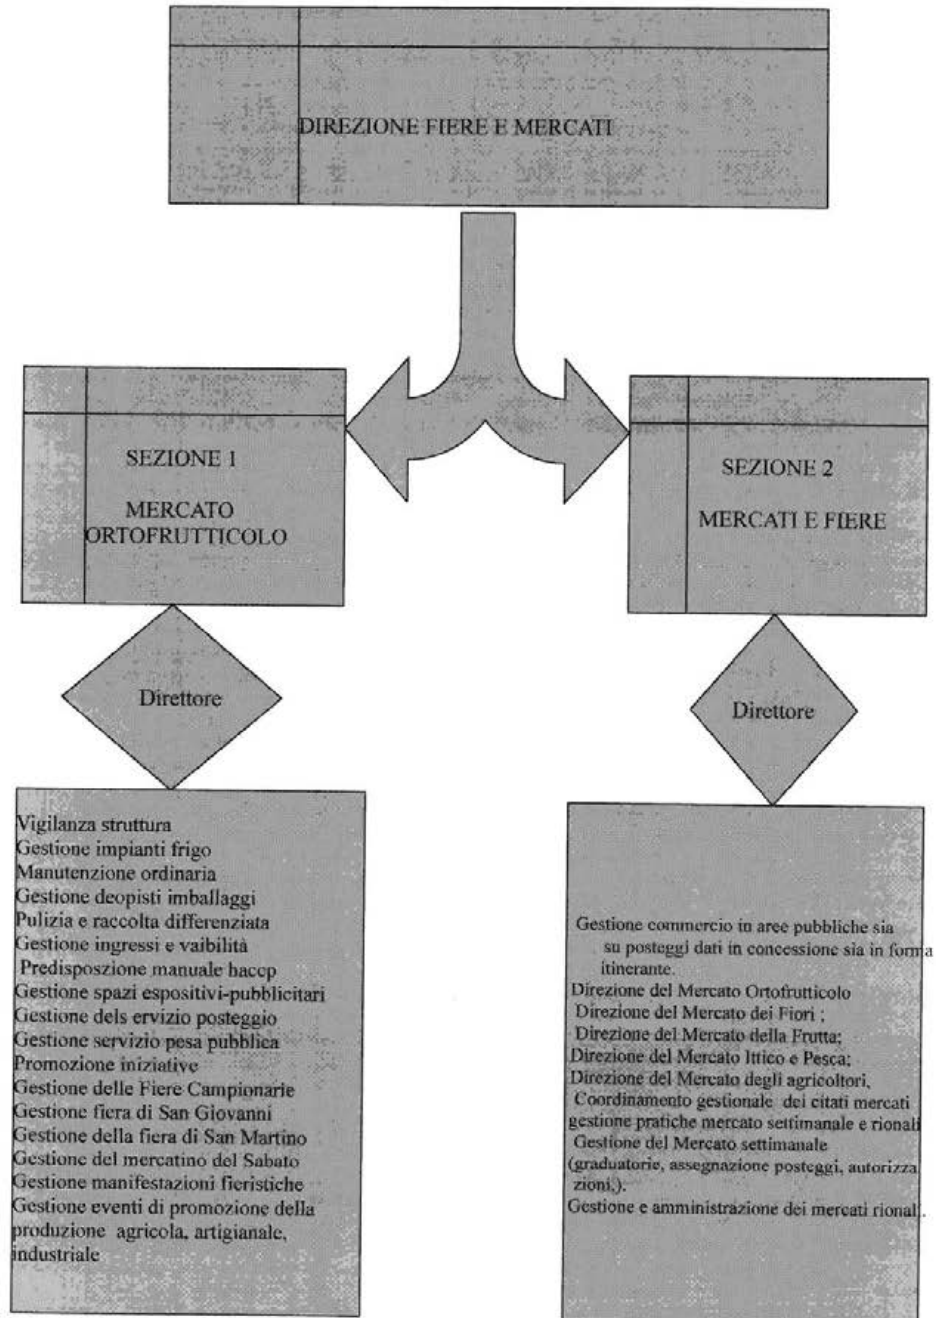 DIREZIONE FIERE E MERCATI
SEZIONE 1
MERCATO
ORTOFRUTTICOLO
SEZIONE 2
MERCATI E FIERE
Direttore
Direttore
Vigilanza struttura
Gestione impianti frigo
Manutenzione ordinaria
Gestione deopisti imballaggi
Pulizia e raccolta differenziata
Gestione ingressi e vaibilità
Predisposzione manuale haccp
Gestione spazi espositivi-pubblicitari
Gestione dels ervizio posteggio
Gestione servizio pesa pubblica
Promozione iniziative
Gestione delle Fiere Campionarie
Gestione fiera di San Giovanni
Gestione della fiera di San Martino
Gestione del mercatino del Sabato
Gestione manifestazioni fieristiche
Gestione eventi di promozione della
produzione agricola, artigianale,
industriale
Gestione commercio in aree pubbliche sia
su posteggi dati in concessione sia in forma
itinerante.
Direzione del Mercato Ortofrutticolo
Direzione del Mercato dei Fiori ;
Direzione del Mercato della Frutta;
Direzione del Mercato Ittico e Pesca;
Direzione del Mercato degli agricoltori,
Coordinamento gestionale dei citati mercati
gestione pratiche mercato settimanale e rionali
Gestione del Mercato settimanale
(graduatorie, assegnazione posteggi, autorizza
zioni,).
Gestione e amministrazione dei mercati rionali.